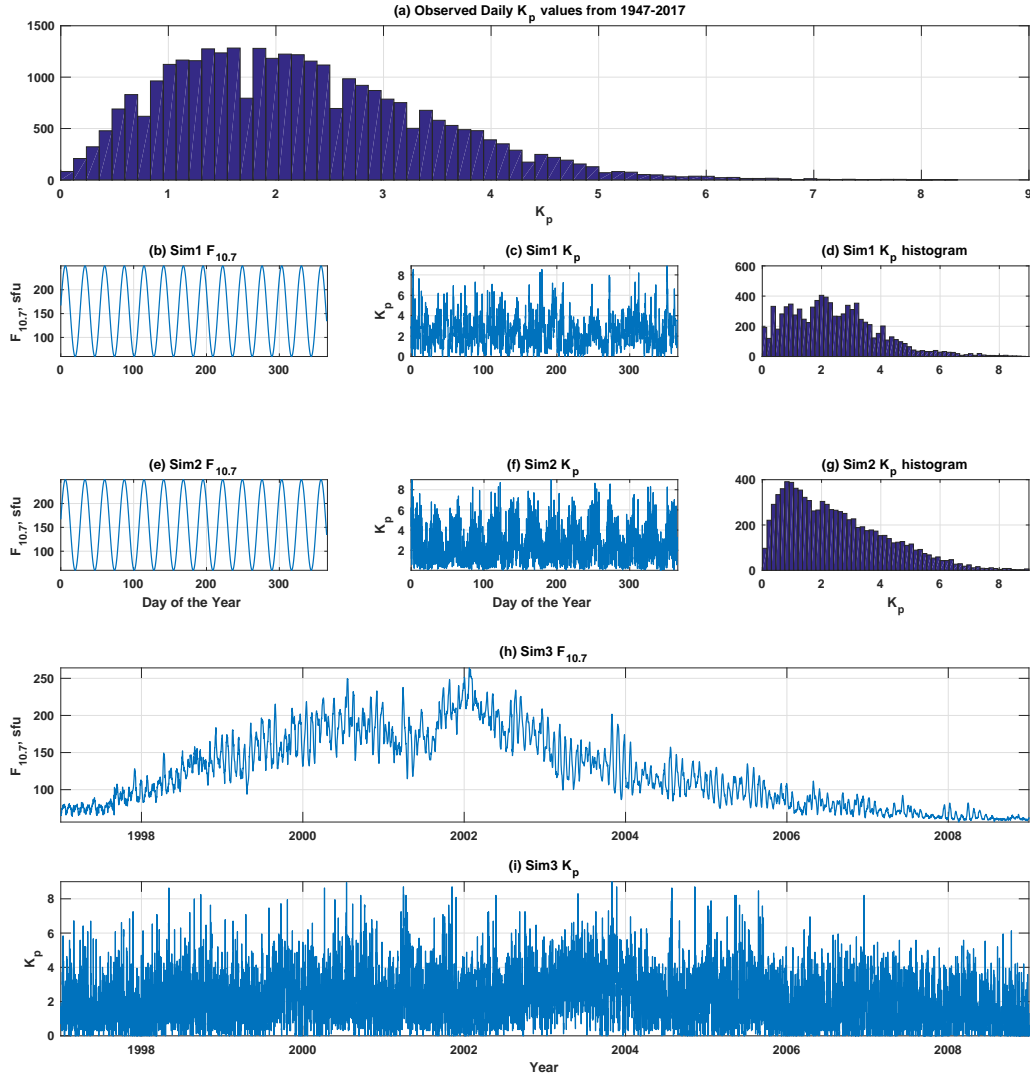 (a) Observed Daily Kp values from 1947-2017
1500
1000
500
0
0 1 2 3 4 5 6 7 8 9
Kp
(b) Sim1 F10.7
F10.7, sfu
200
150
100
0 100 200 300
(c) Sim1 Kp
Kp
8
6
4
2
0
0 100 200 300
(d) Sim1 Kp histogram
600
400
200
0
0 2 4 6 8
(e) Sim2 F10.7
F10.7, sfu
200
150
100
0 100 200 300
Day of the Year
(f) Sim2 Kp
Kp
8
6
4
2
0 100 200 300
Day of the Year
(g) Sim2 Kp histogram
400
200
0
0 2 4 6 8
Kp
(h) Sim3 F10.7
F10.7, sfu
250
200
150
100
1998 2000 2002 2004 2006 2008
(i) Sim3 Kp
Kp
8
6
4
2
0
1998 2000 2002 2004 2006 2008
Year